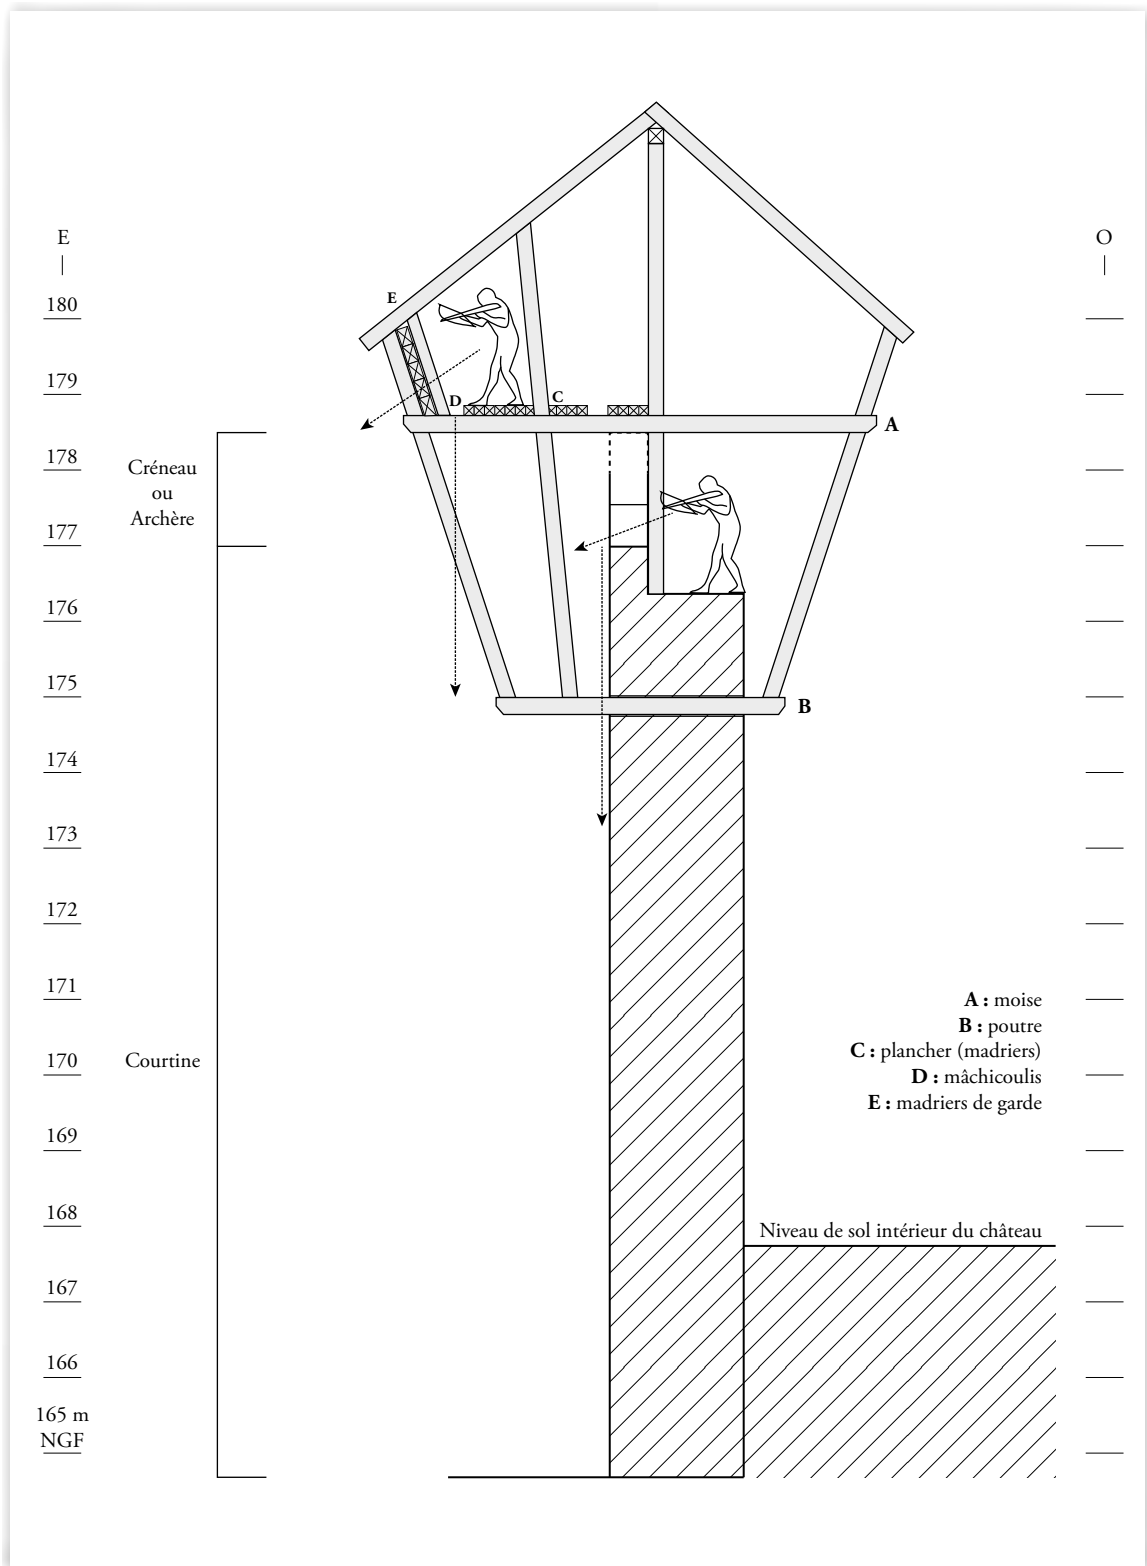 E
O
180
E
179
D
C
A
178
Créneau
ou
Archère
177
176
175
B
174
173
172
171
A : moise
B : poutre
C : plancher (madriers)
D : mâchicoulis
E : madriers de garde
170
Courtine
169
168
Niveau de sol intérieur du château
167
166
165 m
NGF